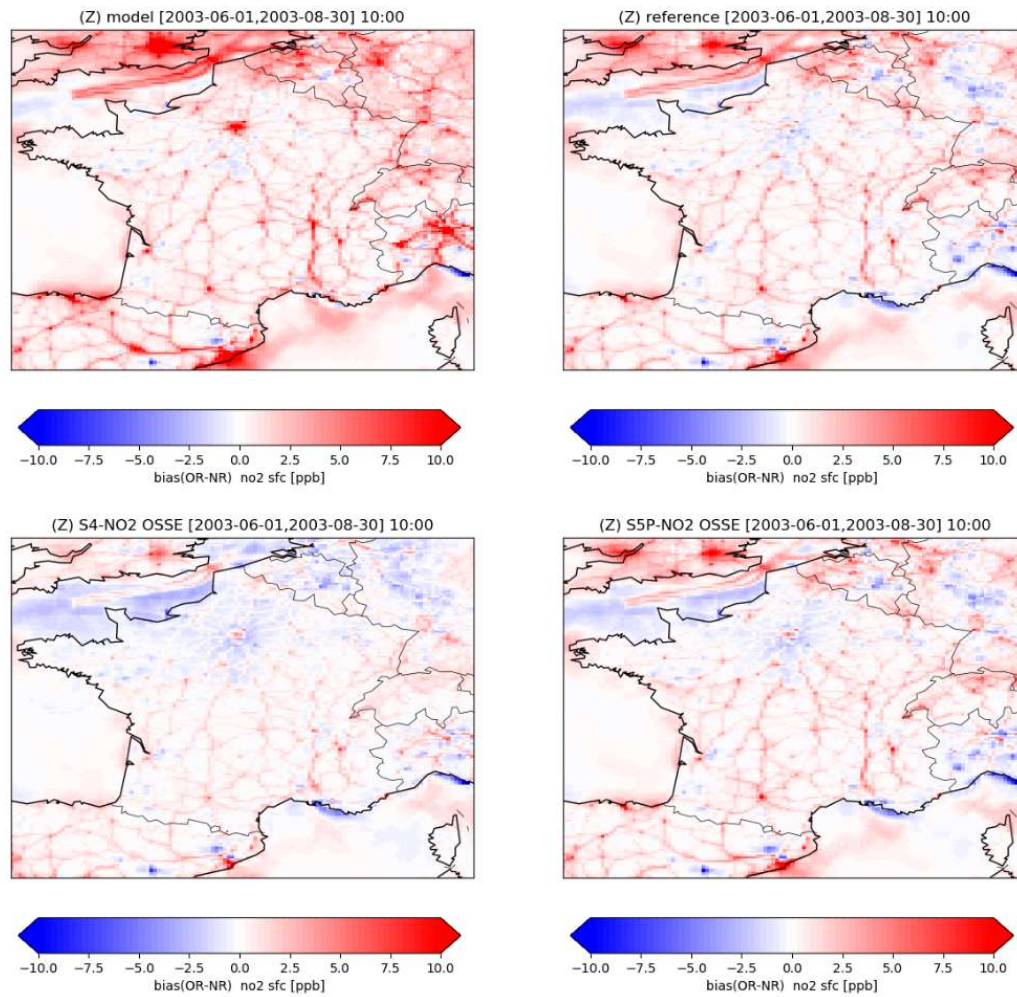 (Z) model [2003-06-01,2003-08-30] 10:00
(Z) reference [2003-06-01,2003-08-30] 10:00
−10.0 −7.5 −5.0 −2.5 0.0 2.5 5.0 7.5 10.0
bias(OR-NR) no2 sfc [ppb]
−10.0 −7.5 −5.0 −2.5 0.0 2.5 5.0 7.5 10.0
bias(OR-NR) no2 sfc [ppb]
(Z) S4-NO2 OSSE [2003-06-01,2003-08-30] 10:00
(Z) S5P-NO2 OSSE [2003-06-01,2003-08-30] 10:00
−10.0 −7.5 −5.0 −2.5 0.0 2.5 5.0 7.5 10.0
bias(OR-NR) no2 sfc [ppb]
−10.0 −7.5 −5.0 −2.5 0.0 2.5 5.0 7.5 10.0
bias(OR-NR) no2 sfc [ppb]